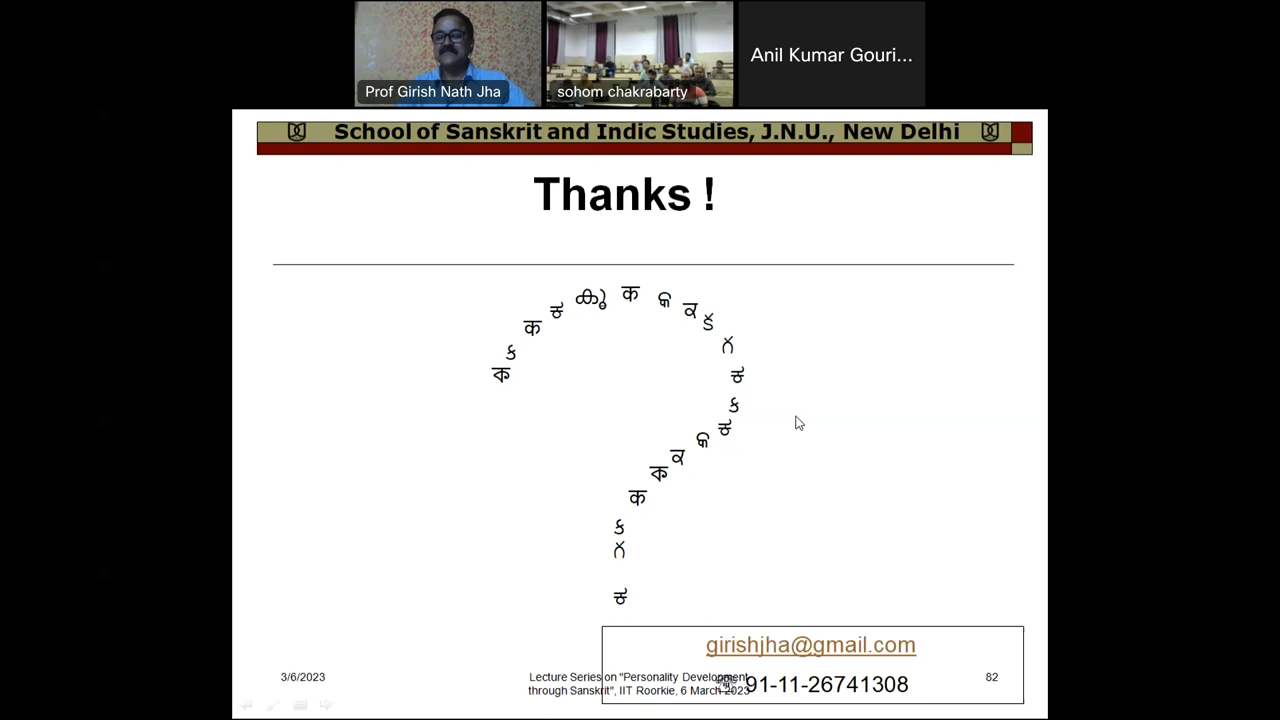 Prof Girish Nath Jha
sohom chakrabarty
Anil Kumar Gouri...
School of Sanskrit and Indic Studies, J.N.U., New Delhi
Thanks !
girishjha@gmail.com
91-11-26741308
3/6/2023
Lecture Series on "Personality Development
through Sanskrit", IIT Roorkie, 6 March 2023
82